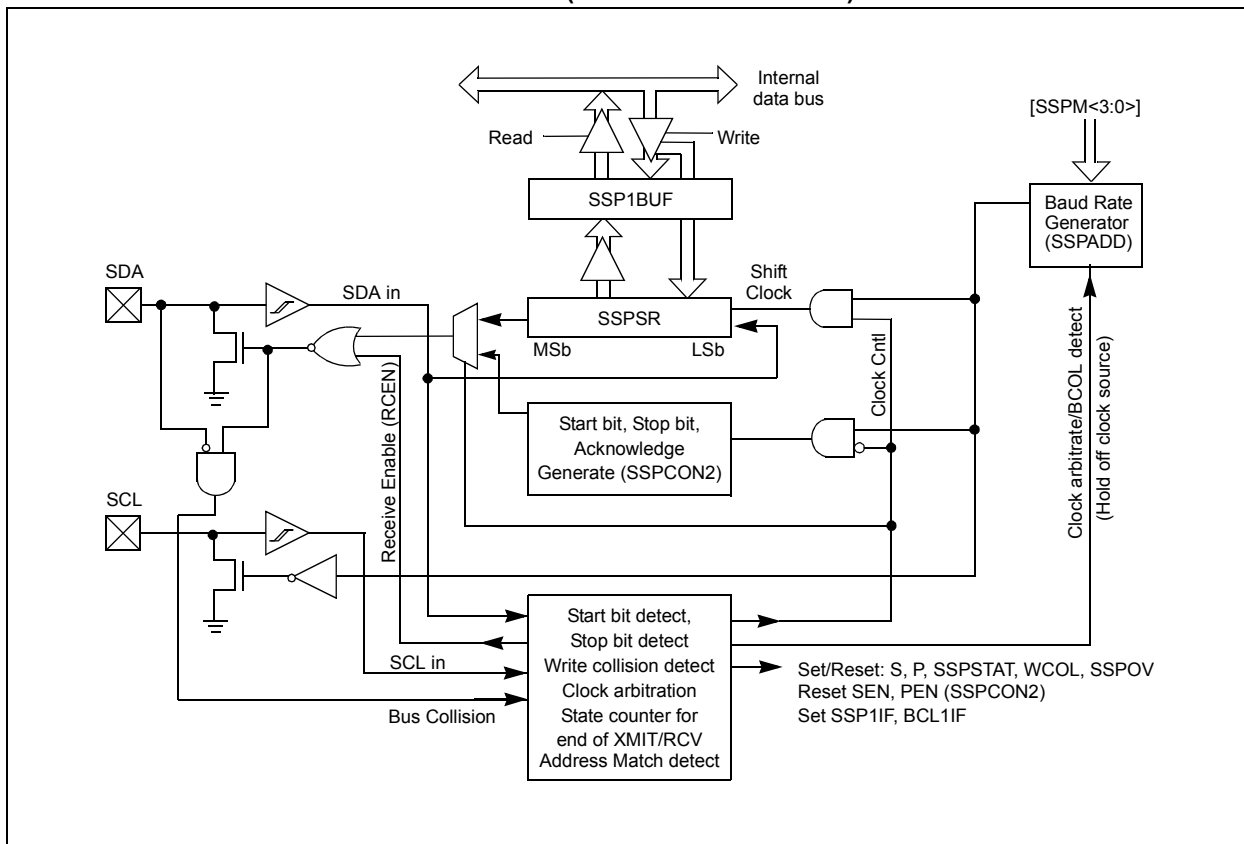 Internal
data bus
[SSPM<3:0>]
Read
Write
SSP1BUF
Baud Rate
Generator
(SSPADD)
SDA
SDA in
Shift
Clock
SSPSR
MSb
LSb
Receive Enable (RCEN)
Clock Cntl
Clock arbitrate/BCOL detect
(Hold off clock source)
Start bit, Stop bit,
Acknowledge
Generate (SSPCON2)
SCL
SCL in
Bus Collision
Start bit detect,
Stop bit detect
Write collision detect
Clock arbitration
State counter for
end of XMIT/RCV
Address Match detect
Set/Reset: S, P, SSPSTAT, WCOL, SSPOV
Reset SEN, PEN (SSPCON2)
Set SSP1IF, BCL1IF